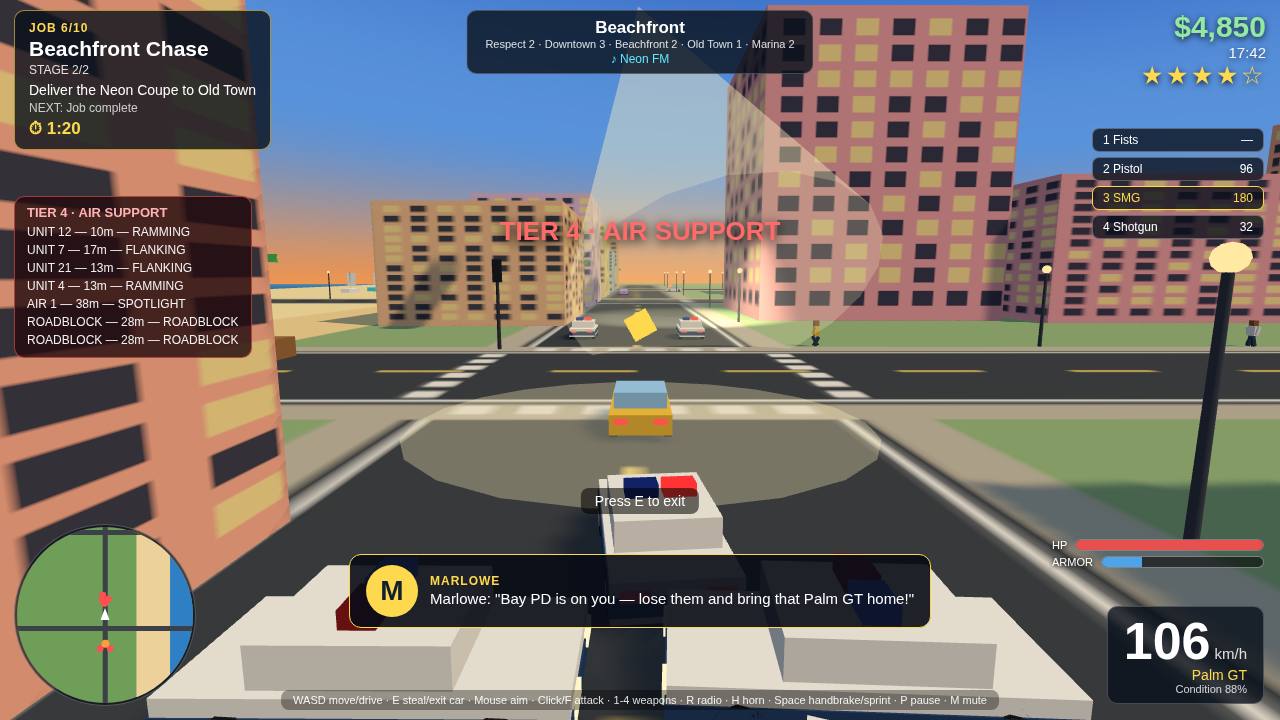 JOB 6/10
Beachfront Chase
STAGE 2/2
Deliver the Neon Coupe to Old Town
NEXT: Job complete
⏱ 1:20
Beachfront
Respect 2 · Downtown 3 · Beachfront 2 · Old Town 1 · Marina 2
♪ Neon FM
$4,850
17:42
★★★★☆
1 Fists —
2 Pistol 96
3 SMG 180
4 Shotgun 32
TIER 4 · AIR SUPPORT
UNIT 12 — 10m — RAMMING
UNIT 7 — 17m — FLANKING
UNIT 21 — 13m — FLANKING
UNIT 4 — 13m — RAMMING
AIR 1 — 38m — SPOTLIGHT
ROADBLOCK — 28m — ROADBLOCK
ROADBLOCK — 28m — ROADBLOCK
TIER 4 · AIR SUPPORT
Press E to exit
M
MARLOWE
Marlowe: "Bay PD is on you — lose them and bring that Palm GT home!"
HP
ARMOR
106 km/h
Palm GT
Condition 88%
WASD move/drive · E steal/exit car · Mouse aim · Click/F attack · 1-4 weapons · R radio · H horn · Space handbrake/sprint · P pause · M mute